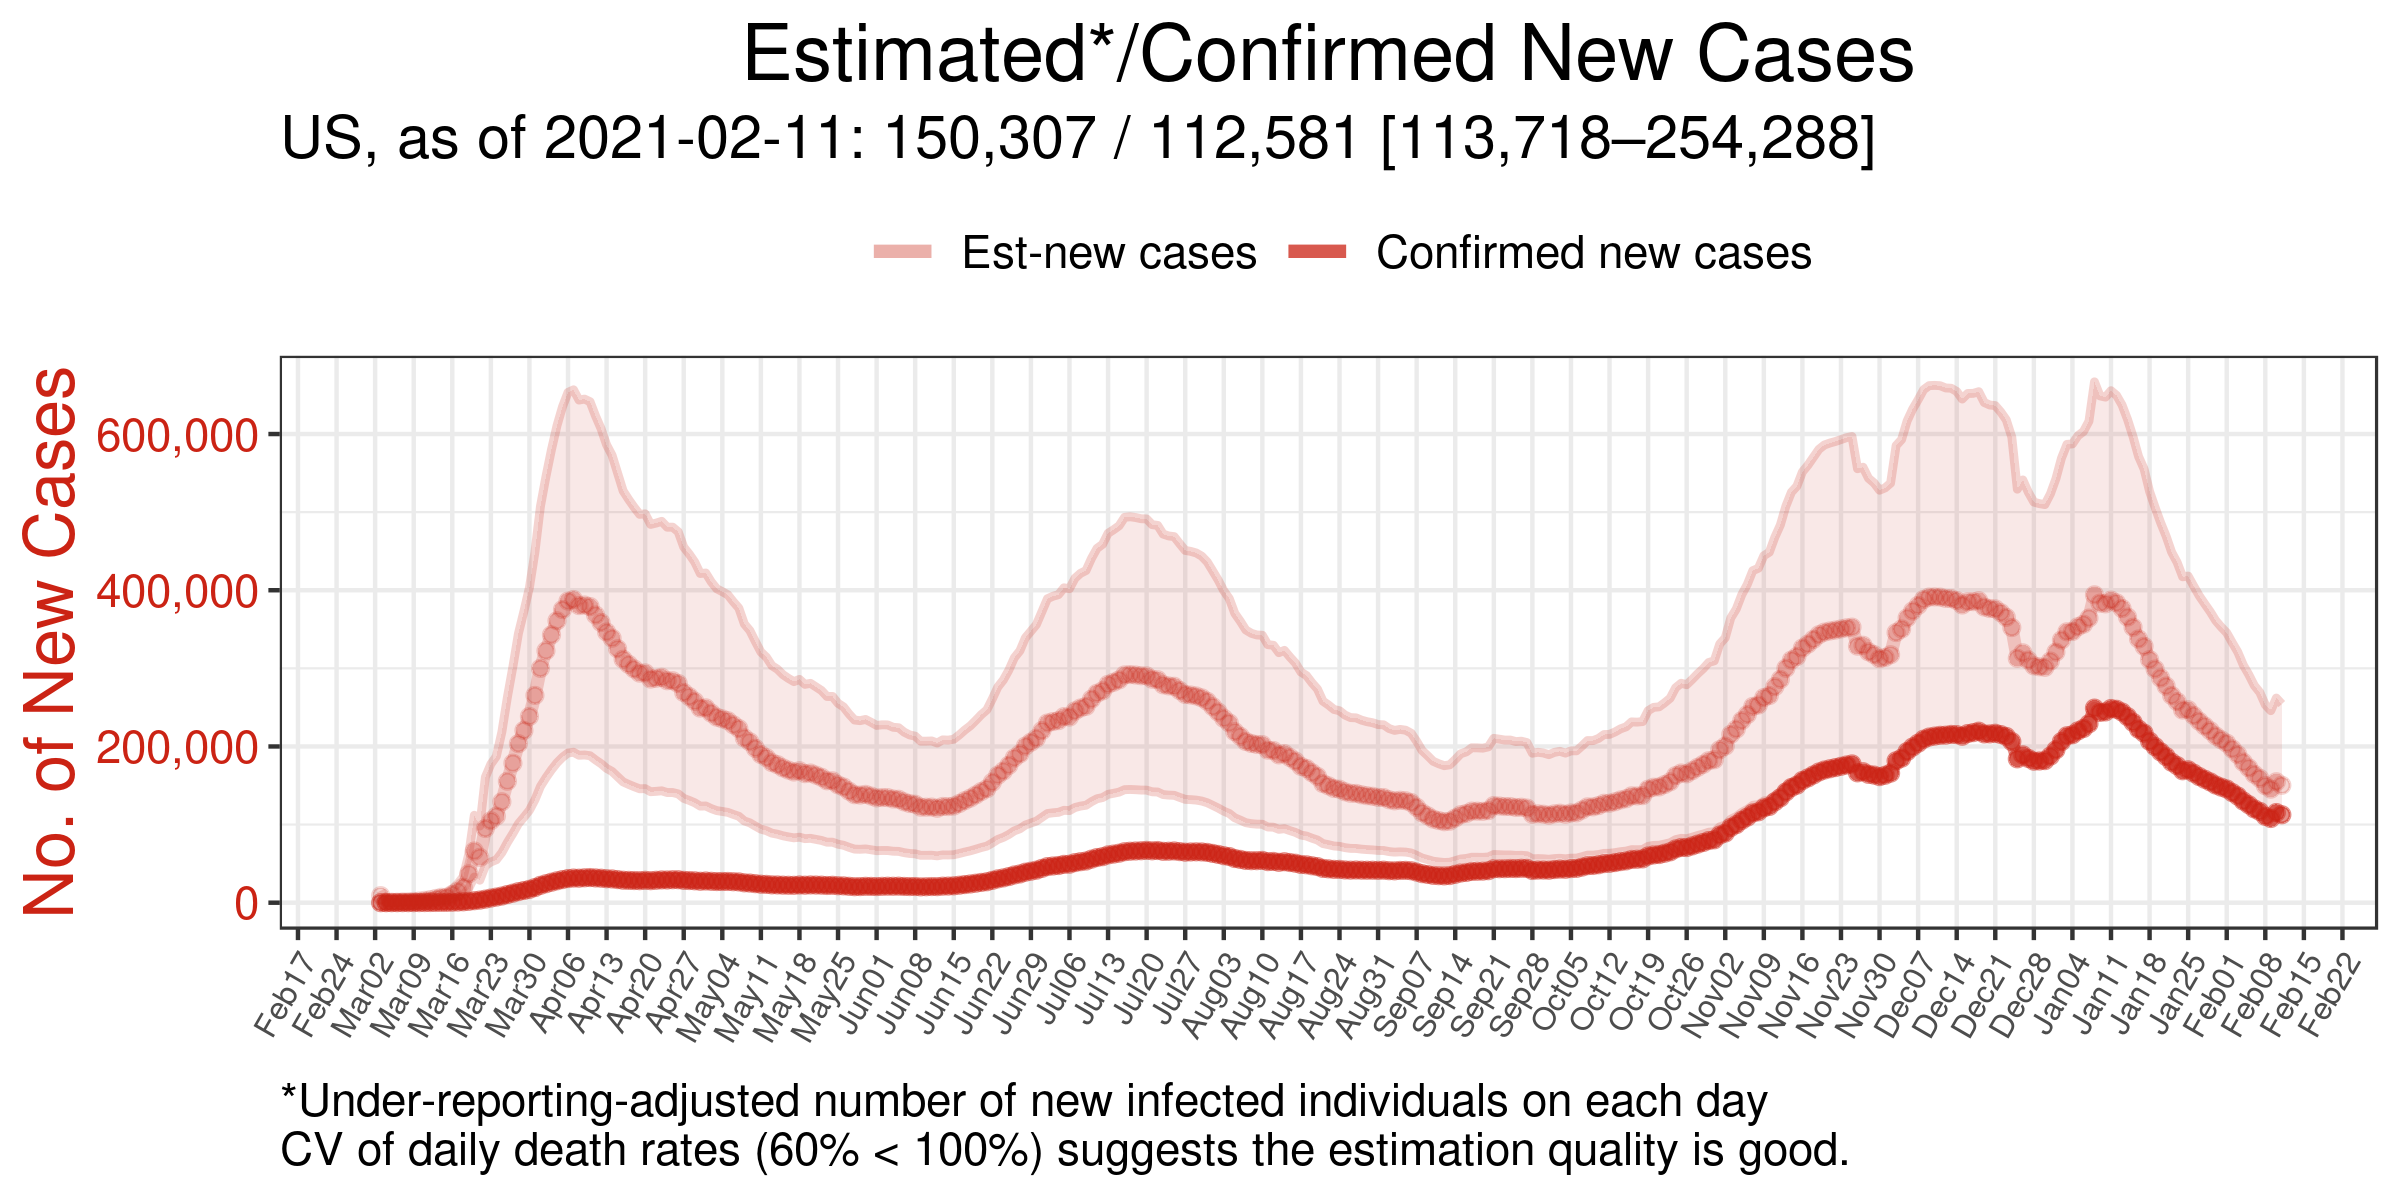 Estimated*/Confirmed New Cases
US, as of 2021-02-11: 150,307 / 112,581 [113,718–254,288]
Est-new cases
Confirmed new cases
No. of New Cases
600,000
400,000
200,000
0
Feb17
Feb24
Mar02
Mar09
Mar16
Mar23
Mar30
Apr06
Apr13
Apr20
Apr27
May04
May11
May18
May25
Jun01
Jun08
Jun15
Jun22
Jun29
Jul06
Jul13
Jul20
Jul27
Aug03
Aug10
Aug17
Aug24
Aug31
Sep07
Sep14
Sep21
Sep28
Oct05
Oct12
Oct19
Oct26
Nov02
Nov09
Nov16
Nov23
Nov30
Dec07
Dec14
Dec21
Dec28
Jan04
Jan11
Jan18
Jan25
Feb01
Feb08
Feb15
Feb22
*Under-reporting-adjusted number of new infected individuals on each day
CV of daily death rates (60% < 100%) suggests the estimation quality is good.